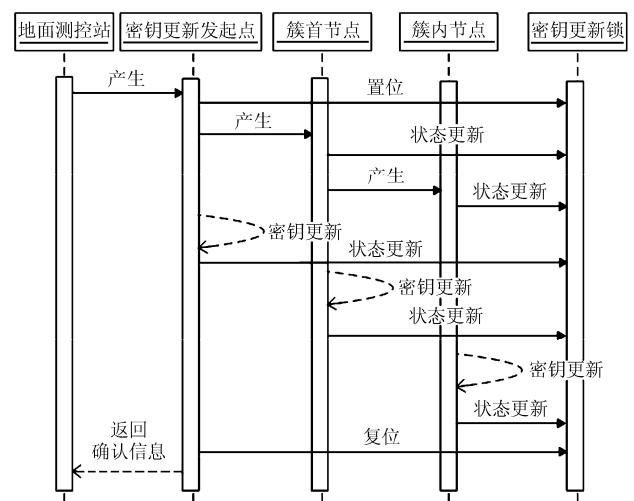 地面测控站
密钥更新发起点
簇首节点
簇内节点
密钥更新锁
产生
置位
产生
状态更新
产生
状态更新
密钥更新
状态更新
密钥更新
状态更新
密钥更新
状态更新
返回
确认信息
复位